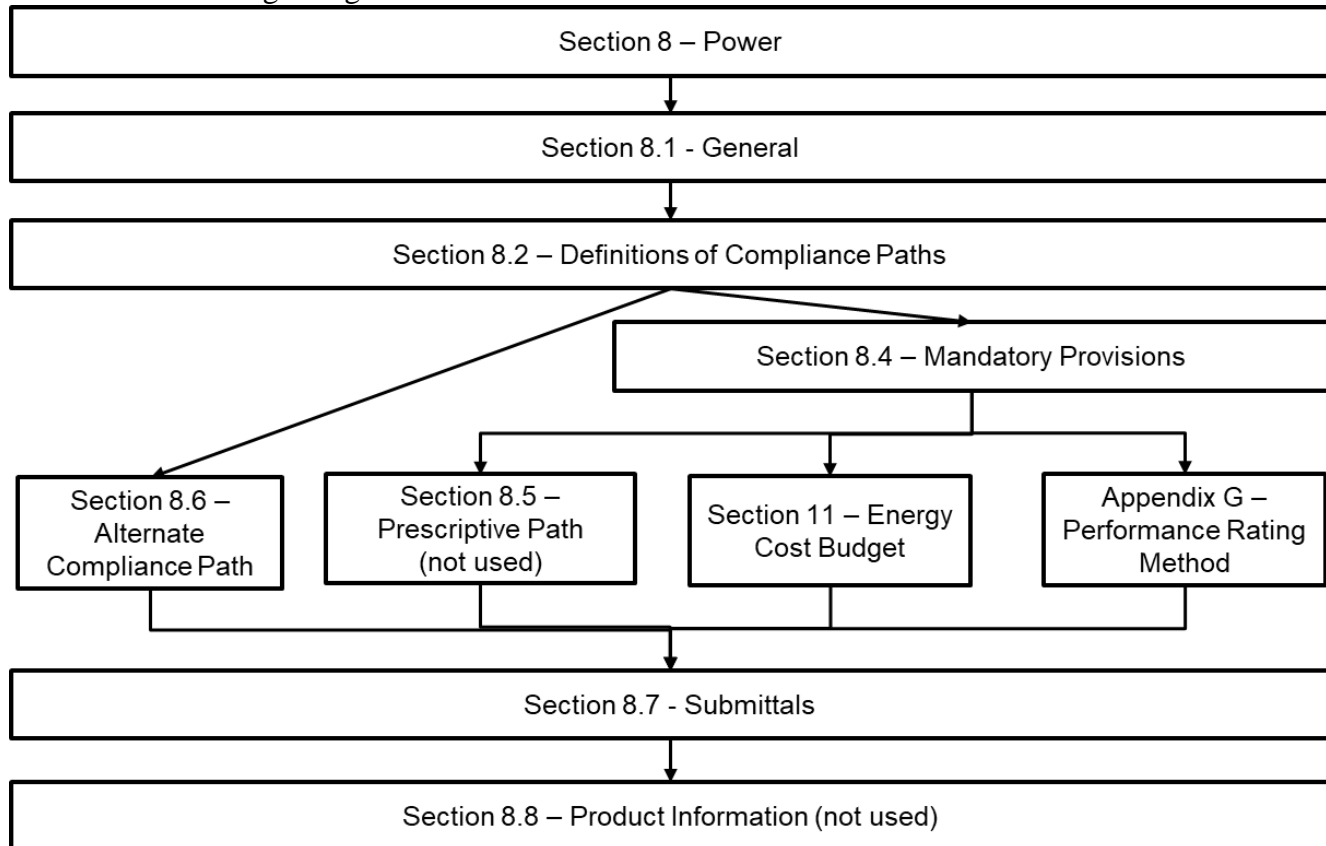 Section 8 – Power
Section 8.1 - General
Section 8.2 – Definitions of Compliance Paths
Section 8.4 – Mandatory Provisions
Section 8.6 –
Alternate
Compliance Path
Section 8.5 –
Prescriptive Path
(not used)
Section 11 – Energy
Cost Budget
Appendix G –
Performance Rating
Method
Section 8.7 - Submittals
Section 8.8 – Product Information (not used)